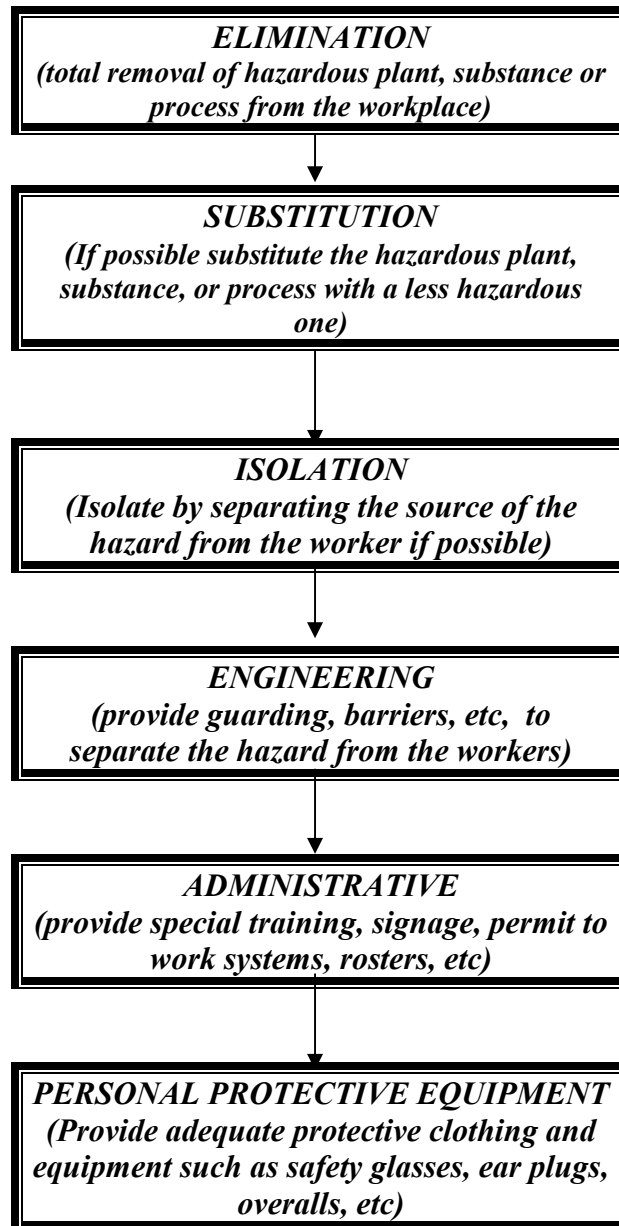 ELIMINATION
(total removal of hazardous plant, substance or
process from the workplace)
SUBSTITUTION
(If possible substitute the hazardous plant,
substance, or process with a less hazardous
one)
ISOLATION
(Isolate by separating the source of the
hazard from the worker if possible)
ENGINEERING
(provide guarding, barriers, etc, to
separate the hazard from the workers)
ADMINISTRATIVE
(provide special training, signage, permit to
work systems, rosters, etc)
PERSONAL PROTECTIVE EQUIPMENT
(Provide adequate protective clothing and
equipment such as safety glasses, ear plugs,
overalls, etc)